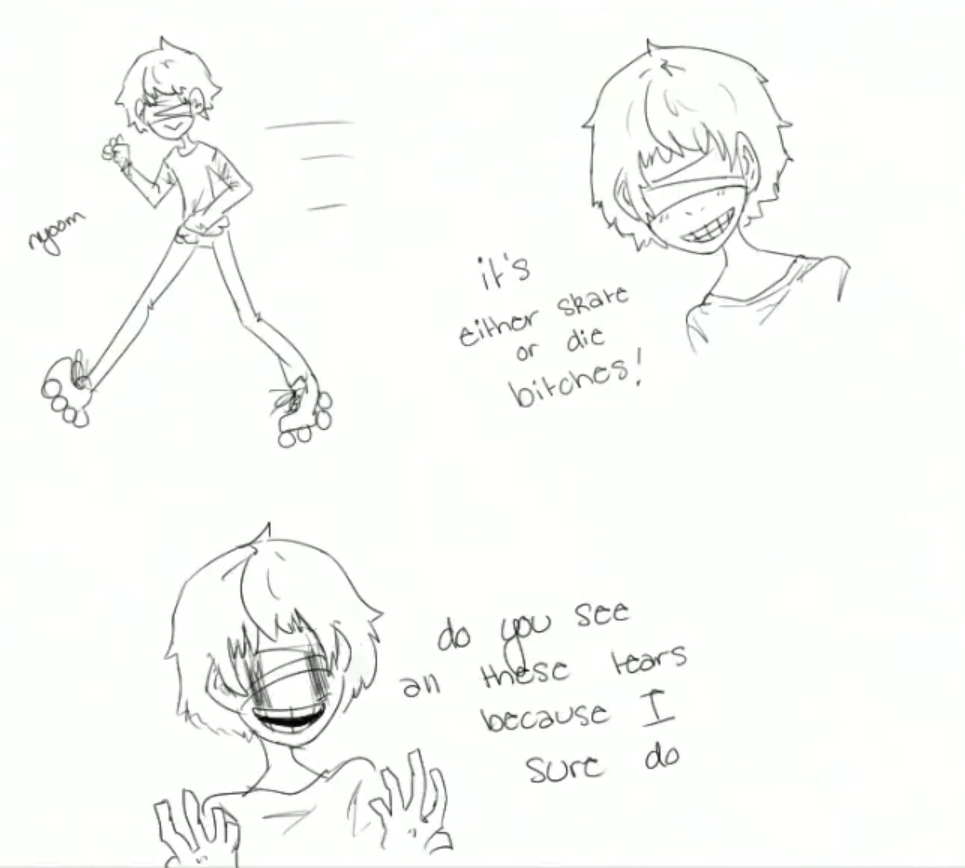 nyoom
it's
either skate
or die
bitches!
do you see
all these tears
because I
sure do